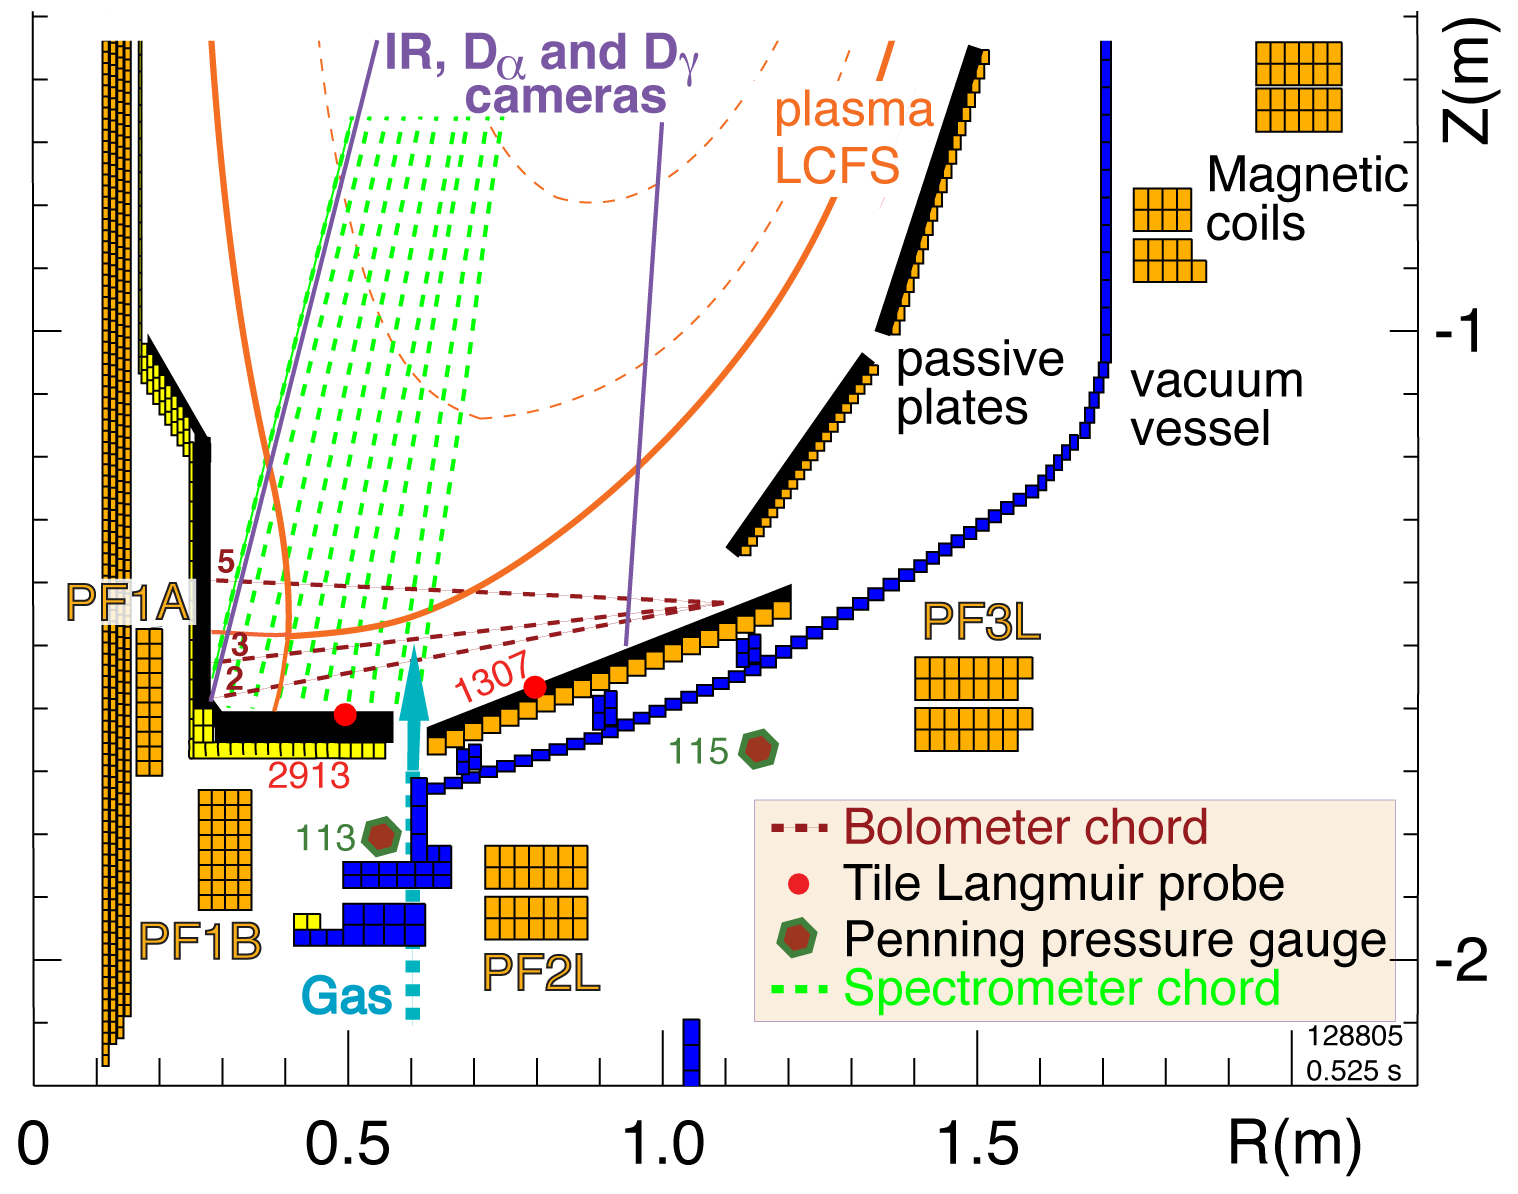 IR, Dα and Dγ
cameras
plasma
LCFS
Z(m)
Magnetic
coils
-1
passive
plates
vacuum
vessel
5
PF1A
3
2
1307
PF3L
2913
115
113
Bolometer chord
Tile Langmuir probe
Penning pressure gauge
Spectrometer chord
PF1B
PF2L
-2
Gas
128805
0.525 s
0
0.5
1.0
1.5
R(m)